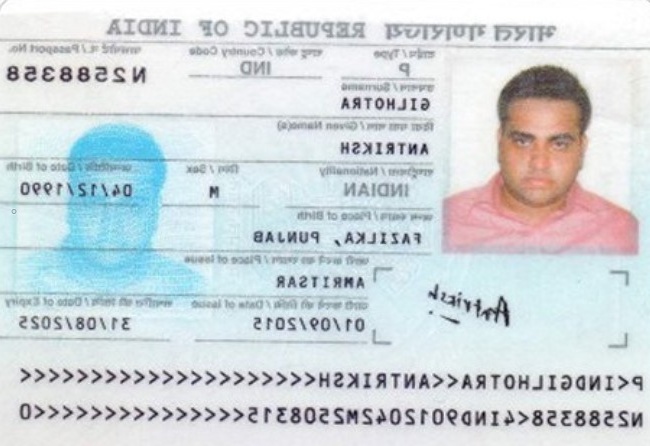 भारत गणराज्य REPUBLIC OF INDIA
टाईप / Type राष्ट्र कोड / Country Code पासपोर्ट नं. / Passport No.
P IND N2588358
उपनाम / Surname
GILHOTRA
दिया गया नाम / Given Name(s)
ANTRIKSH
राष्ट्रीयता / Nationality लिंग / Sex जन्मतिथि / Date of Birth
INDIAN M 04/12/1990
जन्म स्थान / Place of Birth
FAZILKA, PUNJAB
जारी करने का स्थान / Place of Issue
AMRITSAR
जारी करने की तिथि / Date of Issue समाप्ति की तिथि / Date of Expiry
01/09/2015 31/08/2025
Antriksh
P<INDGILHOTRA<<ANTRIKSH<<<<<<<<<<<<<<<<<<<<<
N2588358<4IND9012042M2508315<<<<<<<<<<<<<<<0